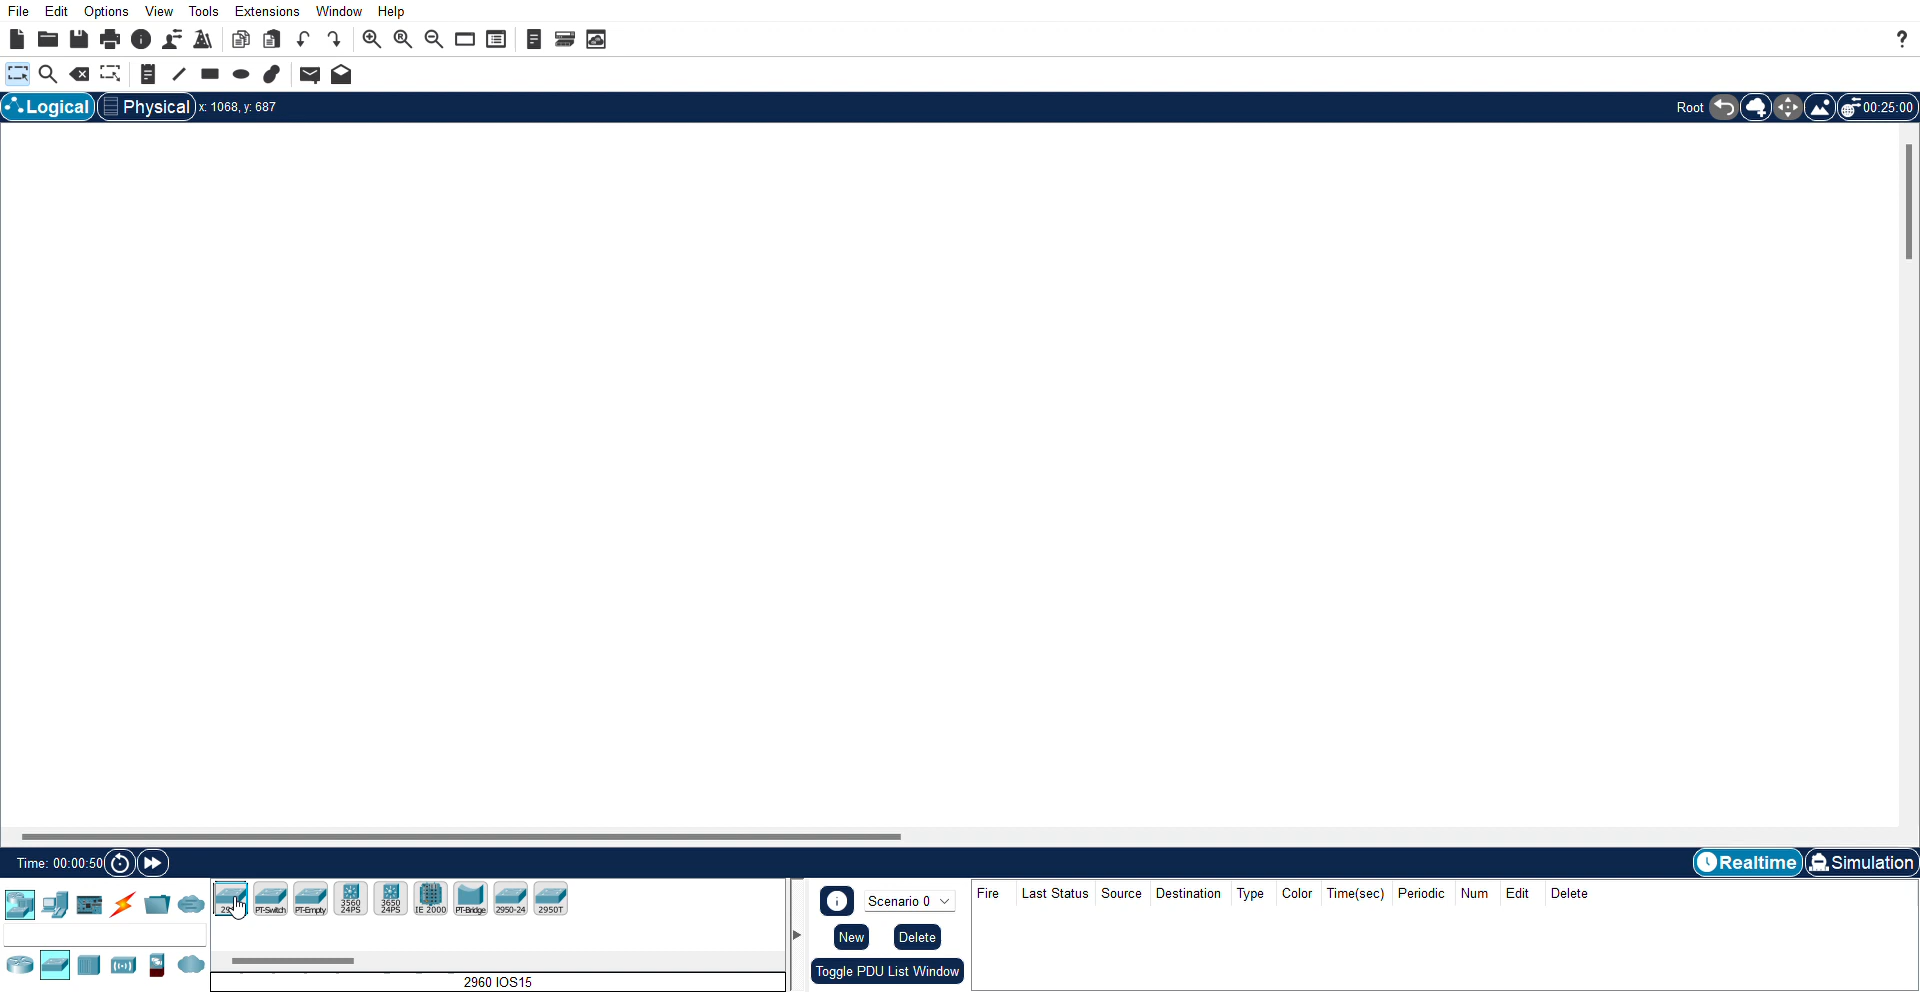 File Edit Options View Tools Extensions Window Help
?
Logical Physical x: 1068, y: 687 Root 00:25:00
Time: 00:00:50 Realtime Simulation
PT-Switch PT-Empty 3560 24PS 3650 24PS IE 2000 PT-Bridge 2950-24 2950T
2960 IOS15
Scenario 0
New Delete
Toggle PDU List Window
Fire Last Status Source Destination Type Color Time(sec) Periodic Num Edit Delete